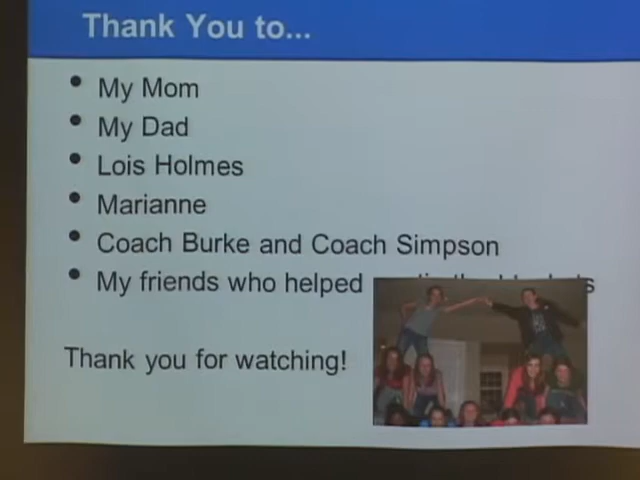 Thank You to...
• My Mom
• My Dad
• Lois Holmes
• Marianne
• Coach Burke and Coach Simpson
• My friends who helped
Thank you for watching!